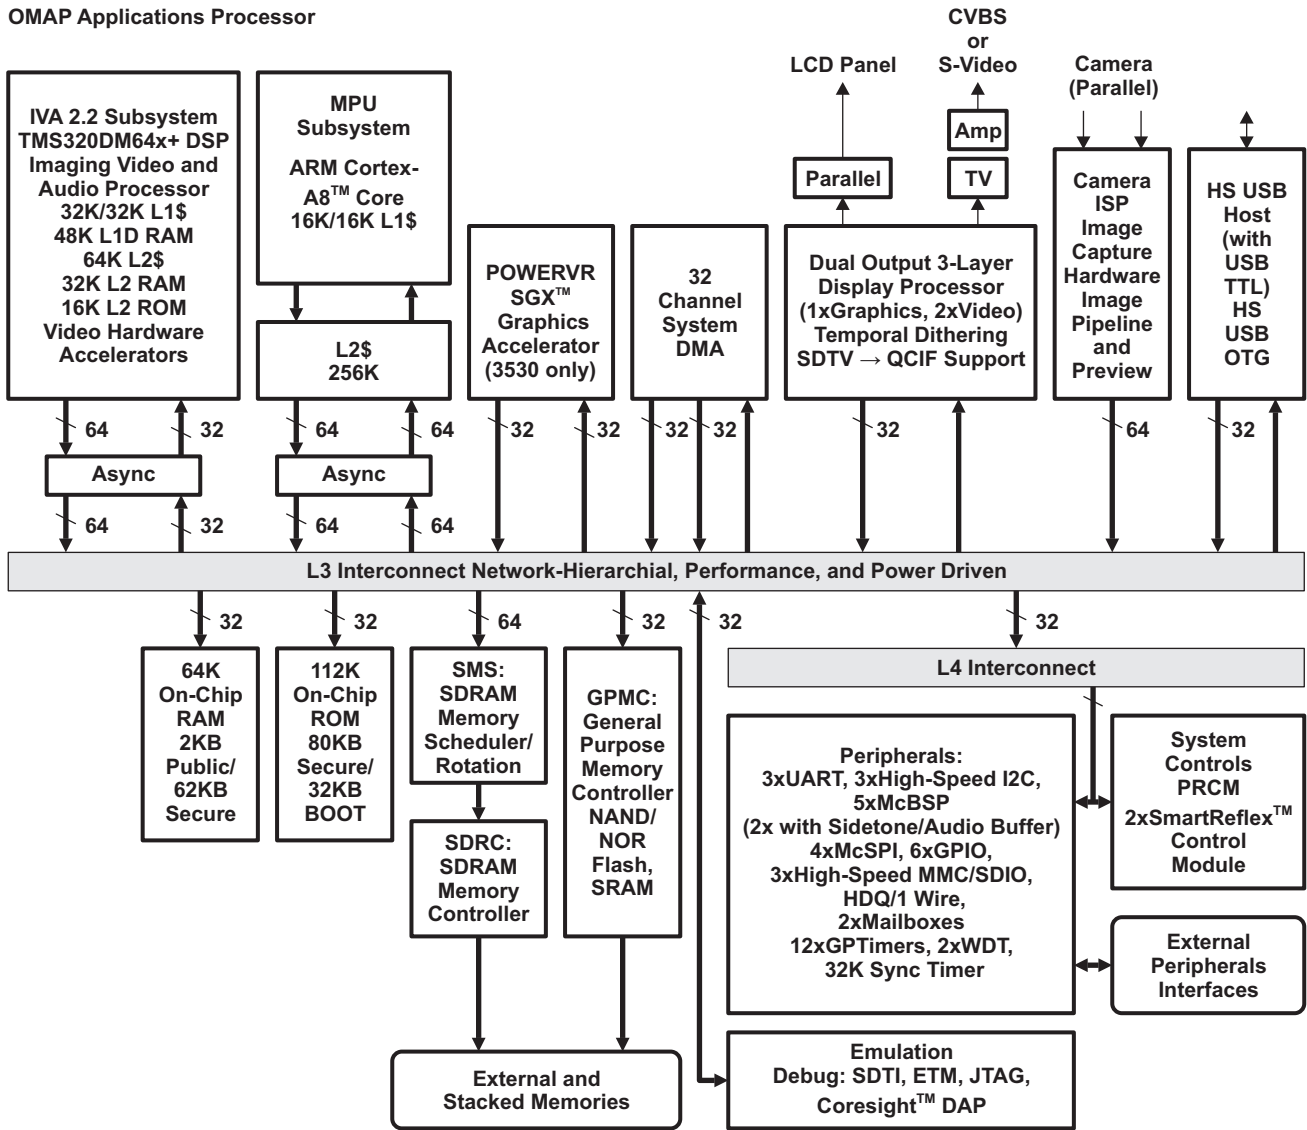 OMAP Applications Processor
IVA 2.2 Subsystem
TMS320DM64x+ DSP
Imaging Video and
Audio Processor
32K/32K L1$
48K L1D RAM
64K L2$
32K L2 RAM
16K L2 ROM
Video Hardware
Accelerators
MPU
Subsystem
ARM Cortex-
A8™ Core
16K/16K L1$
L2$
256K
POWERVR
SGX™
Graphics
Accelerator
(3530 only)
32
Channel
System
DMA
LCD Panel
Parallel
CVBS
or
S-Video
Amp
TV
Dual Output 3-Layer
Display Processor
(1xGraphics, 2xVideo)
Temporal Dithering
SDTV → QCIF Support
Camera
(Parallel)
Camera
ISP
Image
Capture
Hardware
Image
Pipeline
and
Preview
HS USB
Host
(with
USB
TTL)
HS
USB
OTG
64
32
64
64
32
32
32
32
32
64
32
Async
Async
64
32
64
64
L3 Interconnect Network-Hierarchial, Performance, and Power Driven
32
32
64
32
32
32
64K
On-Chip
RAM
2KB
Public/
62KB
Secure
112K
On-Chip
ROM
80KB
Secure/
32KB
BOOT
SMS:
SDRAM
Memory
Scheduler/
Rotation
SDRC:
SDRAM
Memory
Controller
GPMC:
General
Purpose
Memory
Controller
NAND/
NOR
Flash,
SRAM
External and
Stacked Memories
L4 Interconnect
Peripherals:
3xUART, 3xHigh-Speed I2C,
5xMcBSP
(2x with Sidetone/Audio Buffer)
4xMcSPI, 6xGPIO,
3xHigh-Speed MMC/SDIO,
HDQ/1 Wire,
2xMailboxes
12xGPTimers, 2xWDT,
32K Sync Timer
System
Controls
PRCM
2xSmartReflex™
Control
Module
External
Peripherals
Interfaces
Emulation
Debug: SDTI, ETM, JTAG,
Coresight™ DAP